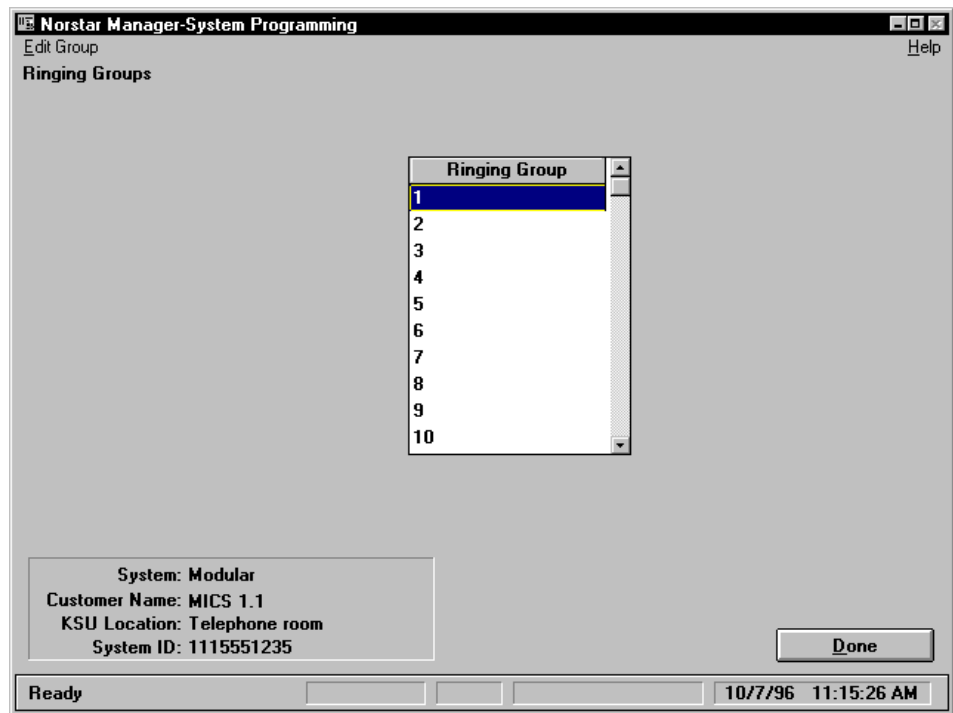 Norstar Manager-System Programming
Edit Group Help
Ringing Groups
Ringing Group
1
2
3
4
5
6
7
8
9
10
System: Modular
Customer Name: MICS 1.1
KSU Location: Telephone room
System ID: 1115551235
Done
Ready 10/7/96 11:15:26 AM